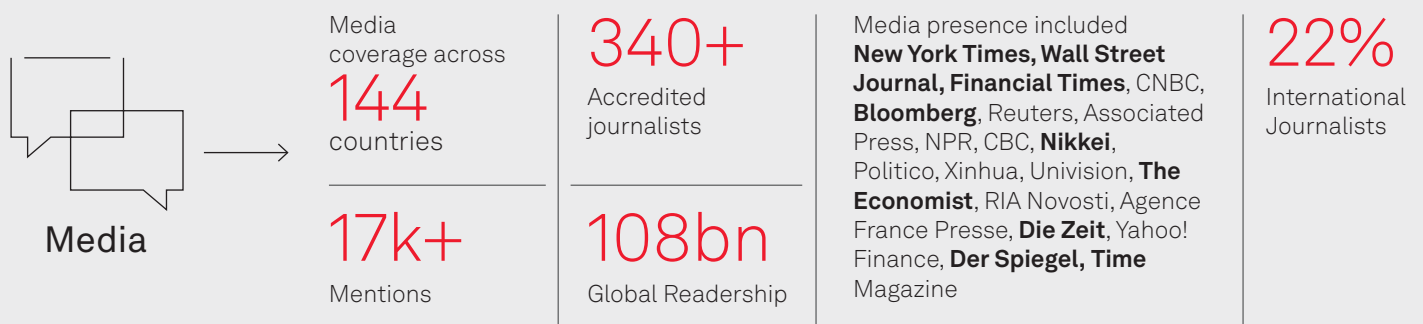 Media
Media
coverage across
144
countries
17k+
Mentions
340+
Accredited
journalists
108bn
Global Readership
Media presence included
New York Times, Wall Street
Journal, Financial Times, CNBC,
Bloomberg, Reuters, Associated
Press, NPR, CBC, Nikkei,
Politico, Xinhua, Univision, The
Economist, RIA Novosti, Agence
France Presse, Die Zeit, Yahoo!
Finance, Der Spiegel, Time
Magazine
22%
International
Journalists